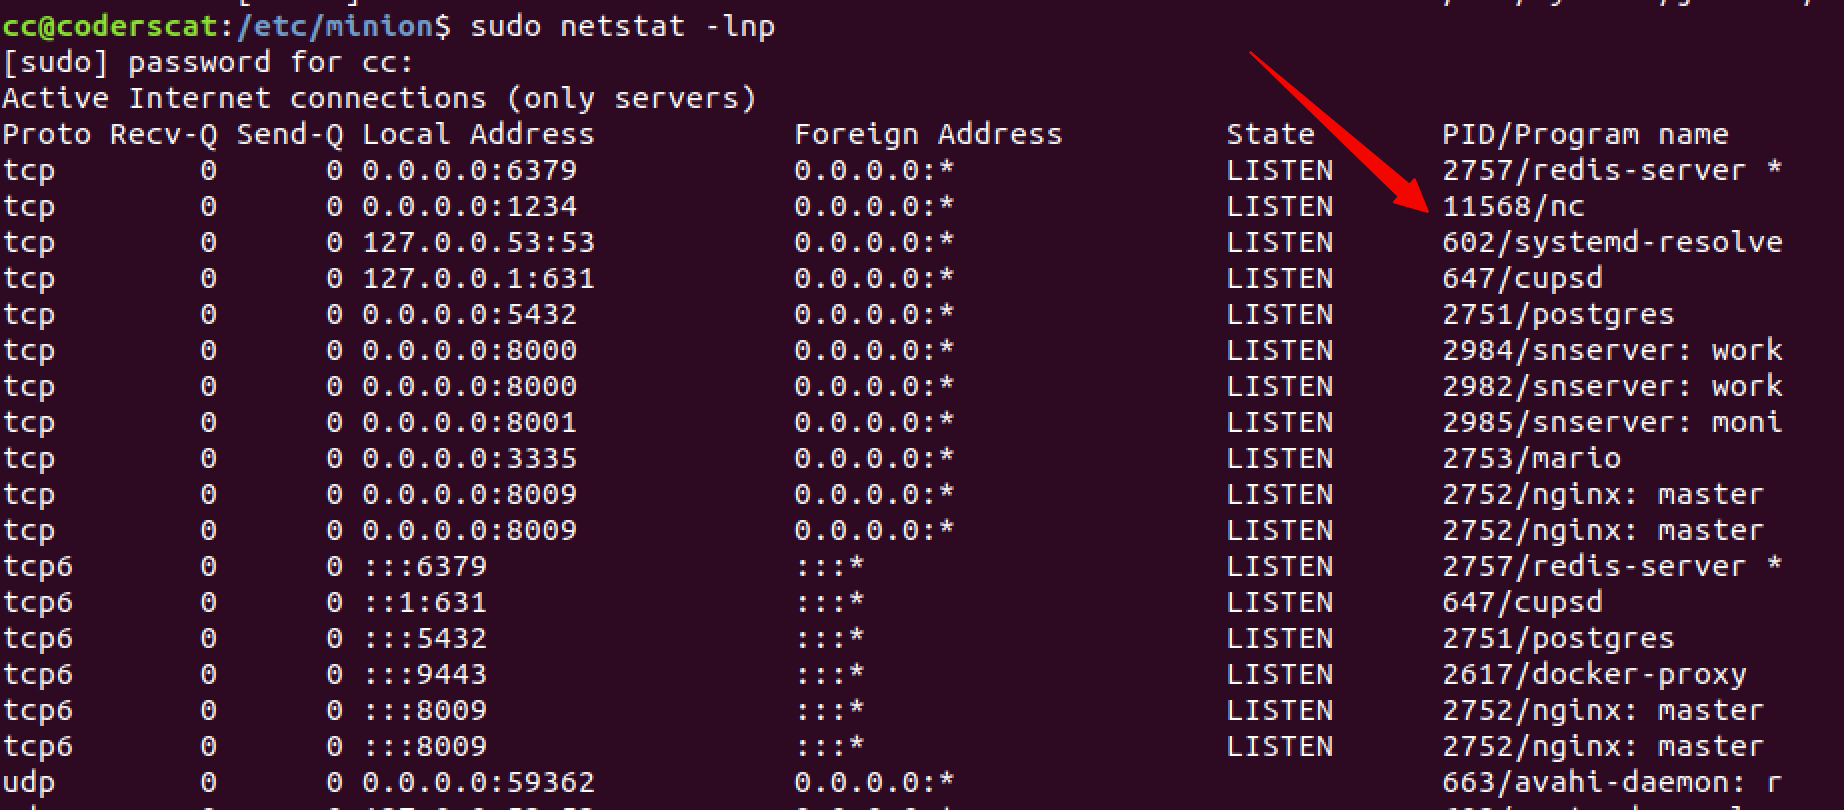 cc@coderscat:/etc/minion$ sudo netstat -lnp
[sudo] password for cc:
Active Internet connections (only servers)
Proto Recv-Q Send-Q Local Address           Foreign Address         State       PID/Program name
tcp        0      0 0.0.0.0:6379            0.0.0.0:*               LISTEN      2757/redis-server *
tcp        0      0 0.0.0.0:1234            0.0.0.0:*               LISTEN      11568/nc
tcp        0      0 127.0.0.53:53           0.0.0.0:*               LISTEN      602/systemd-resolve
tcp        0      0 127.0.0.1:631           0.0.0.0:*               LISTEN      647/cupsd
tcp        0      0 0.0.0.0:5432            0.0.0.0:*               LISTEN      2751/postgres
tcp        0      0 0.0.0.0:8000            0.0.0.0:*               LISTEN      2984/snserver: work
tcp        0      0 0.0.0.0:8000            0.0.0.0:*               LISTEN      2982/snserver: work
tcp        0      0 0.0.0.0:8001            0.0.0.0:*               LISTEN      2985/snserver: moni
tcp        0      0 0.0.0.0:3335            0.0.0.0:*               LISTEN      2753/mario
tcp        0      0 0.0.0.0:8009            0.0.0.0:*               LISTEN      2752/nginx: master
tcp        0      0 0.0.0.0:8009            0.0.0.0:*               LISTEN      2752/nginx: master
tcp6       0      0 :::6379                 :::*                    LISTEN      2757/redis-server *
tcp6       0      0 ::1:631                 :::*                    LISTEN      647/cupsd
tcp6       0      0 :::5432                 :::*                    LISTEN      2751/postgres
tcp6       0      0 :::9443                 :::*                    LISTEN      2617/docker-proxy
tcp6       0      0 :::8009                 :::*                    LISTEN      2752/nginx: master
tcp6       0      0 :::8009                 :::*                    LISTEN      2752/nginx: master
udp        0      0 0.0.0.0:59362           0.0.0.0:*                           663/avahi-daemon: r